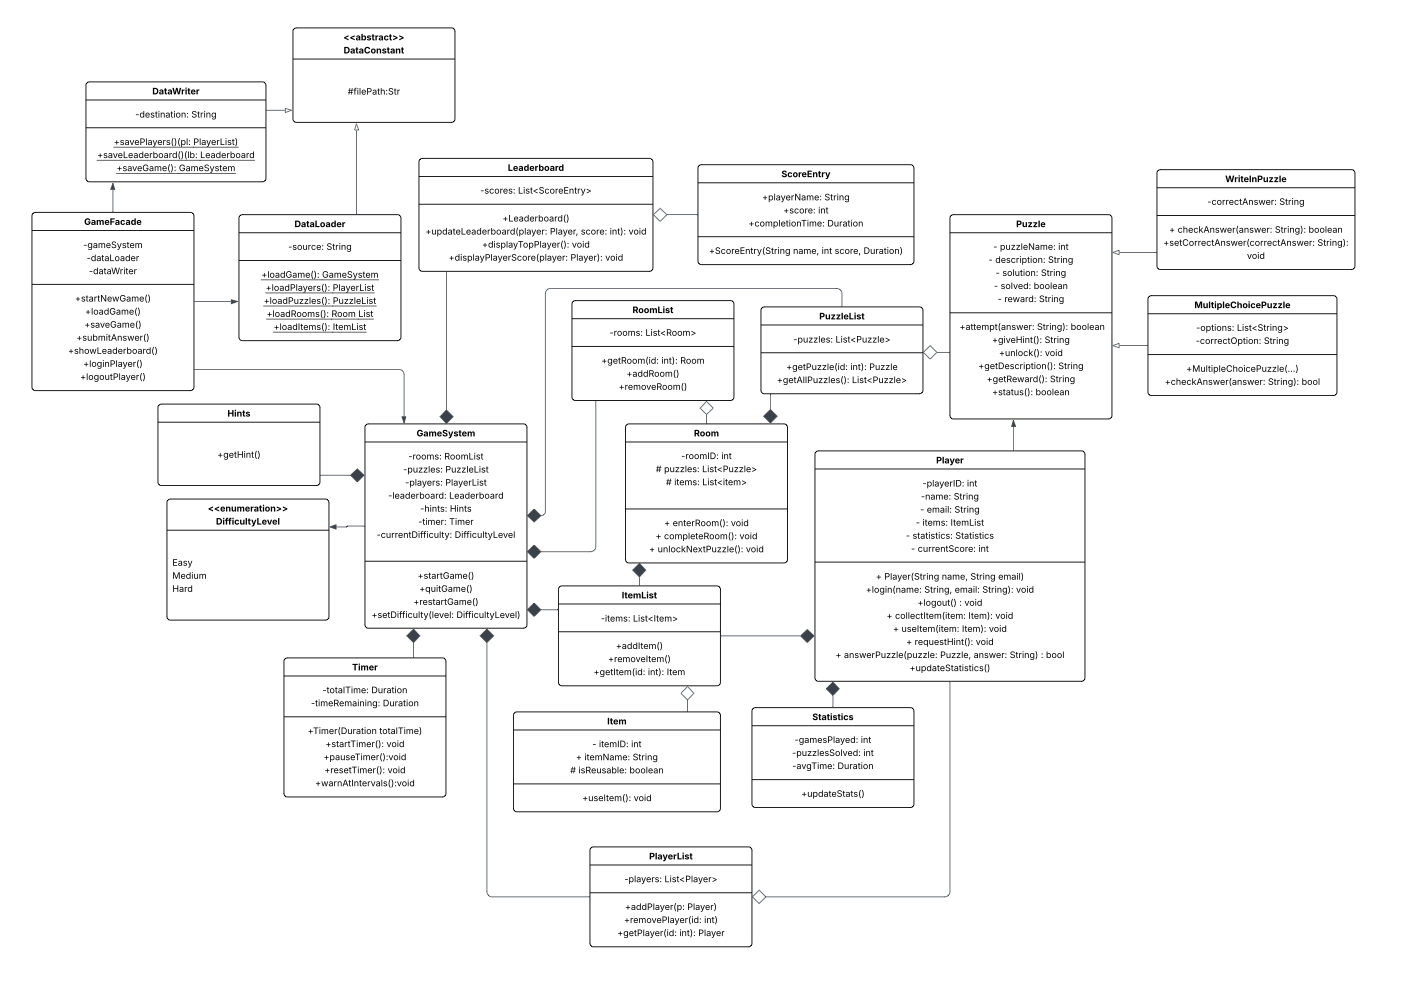 <<abstract>>
DataConstant
#filePath:Str
DataWriter
-destination: String
+savePlayers()(pl: PlayerList)
+saveLeaderboard()(lb: Leaderboard
+saveGame(): GameSystem
GameFacade
-gameSystem
-dataLoader
-dataWriter
+startNewGame()
+loadGame()
+saveGame()
+submitAnswer()
+showLeaderboard()
+loginPlayer()
+logoutPlayer()
DataLoader
-source: String
+loadGame(): GameSystem
+loadPlayers(): PlayerList
+loadPuzzles(): PuzzleList
+loadRooms(): Room List
+loadItems(): ItemList
Leaderboard
-scores: List<ScoreEntry>
+Leaderboard()
+updateLeaderboard(player: Player, score: int): void
+displayTopPlayer(): void
+displayPlayerScore(player: Player): void
ScoreEntry
+playerName: String
+score: int
+completionTime: Duration
+ScoreEntry(String name, int score, Duration)
Puzzle
- puzzleName: int
- description: String
- solution: String
- solved: boolean
- reward: String
+attempt(answer: String): boolean
+giveHint(): String
+unlock(): void
+getDescription(): String
+getReward(): String
+status(): boolean
WriteInPuzzle
-correctAnswer: String
+ checkAnswer(answer: String): boolean
+setCorrectAnswer(correctAnswer: String):
void
MultipleChoicePuzzle
-options: List<String>
-correctOption: String
+MultipleChoicePuzzle(...)
+checkAnswer(answer: String): bool
RoomList
-rooms: List<Room>
+getRoom(id: int): Room
+addRoom()
+removeRoom()
PuzzleList
-puzzles: List<Puzzle>
+getPuzzle(id: int): Puzzle
+getAllPuzzles(): List<Puzzle>
Hints
+getHint()
<<enumeration>>
DifficultyLevel
Easy
Medium
Hard
GameSystem
-rooms: RoomList
-puzzles: PuzzleList
-players: PlayerList
-leaderboard: Leaderboard
-hints: Hints
-timer: Timer
-currentDifficulty: DifficultyLevel
+startGame()
+quitGame()
+restartGame()
+setDifficulty(level: DifficultyLevel)
Room
-roomID: int
# puzzles: List<Puzzle>
# items: List<item>
+ enterRoom(): void
+ completeRoom(): void
+ unlockNextPuzzle(): void
Player
-playerID: int
-name: String
- email: String
- items: ItemList
- statistics: Statistics
- currentScore: int
+ Player(String name, String email)
+login(name: String, email: String): void
+logout() : void
+ collectItem(item: Item): void
+ useItem(item: Item): void
+ requestHint(): void
+ answerPuzzle(puzzle: Puzzle, answer: String) : bool
+updateStatistics()
ItemList
-items: List<Item>
+addItem()
+removeItem()
+getItem(id: int): Item
Timer
-totalTime: Duration
-timeRemaining: Duration
+Timer(Duration totalTime)
+startTimer(): void
+pauseTimer():void
+resetTimer(): void
+warnAtIntervals():void
Item
- itemID: int
+ itemName: String
# isReusable: boolean
+useItem(): void
Statistics
-gamesPlayed: int
-puzzlesSolved: int
-avgTime: Duration
+updateStats()
PlayerList
-players: List<Player>
+addPlayer(p: Player)
+removePlayer(id: int)
+getPlayer(id: int): Player